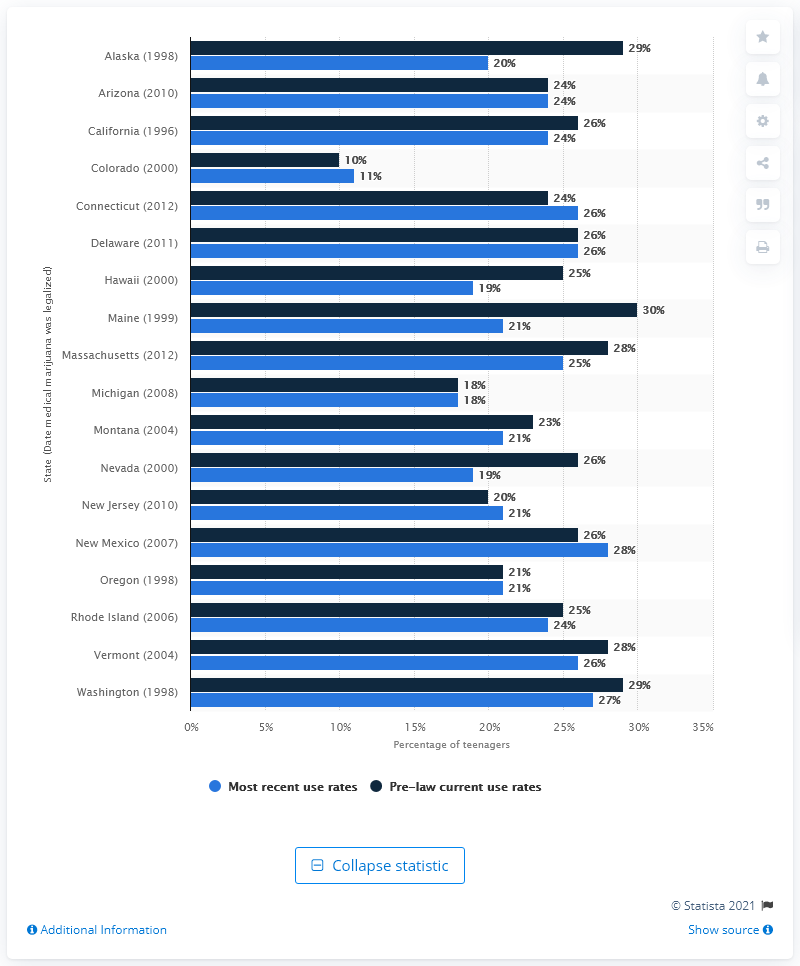 Alaska (1998) 29%
20%
Arizona (2010) 24%
24%
California (1996) 26%
24%
Colorado (2000) 10%
11%
Connecticut (2012) 24%
26%
Delaware (2011) 26%
26%
Hawaii (2000) 25%
19%
Maine (1999) 30%
21%
Massachusetts (2012) 28%
25%
Michigan (2008) 18%
18%
Montana (2004) 23%
21%
Nevada (2000) 26%
19%
New Jersey (2010) 20%
21%
New Mexico (2007) 26%
28%
Oregon (1998) 21%
21%
Rhode Island (2006) 25%
24%
Vermont (2004) 28%
26%
Washington (1998) 29%
27%
State (Date medical marijuana was legalized)
0% 5% 10% 15% 20% 25% 30% 35%
Percentage of teenagers
Most recent use rates Pre-law current use rates
Collapse statistic
© Statista 2021
Additional Information Show source